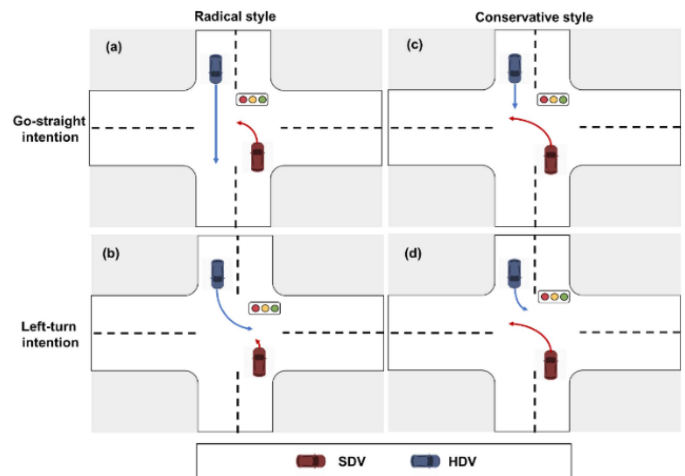 Radical style
Conservative style
(a)
(c)
Go-straight
intention
(b)
(d)
Left-turn
intention
SDV
HDV